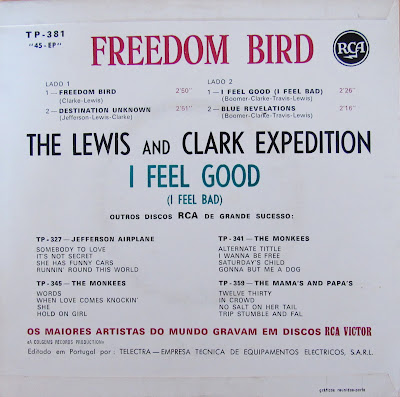 TP-381
"45-EP"
FREEDOM BIRD
RCA
LADO 1
1 — FREEDOM BIRD 2'50"
(Clarke-Lewis)
2 — DESTINATION UNKNOWN 2'51"
(Jefferson-Lewis-Clarke)
LADO 2
1 — I FEEL GOOD (I FEEL BAD) 2'26"
(Boomer-Clarke-Travis-Lewis)
2 — BLUE REVELATIONS 2'16"
(Boomer-Clarke-Travis-Lewis)
THE LEWIS AND CLARK EXPEDITION
I FEEL GOOD
(I FEEL BAD)
OUTROS DISCOS RCA DE GRANDE SUCESSO:
TP-327 — JEFFERSON AIRPLANE
SOMEBODY TO LOVE
IT'S NOT SECRET
SHE HAS FUNNY CARS
RUNNIN' ROUND THIS WORLD
TP-341 — THE MONKEES
ALTERNATE TITTLE
I WANNA BE FREE
SATURDAY'S CHILD
GONNA BUT ME A DOG
TP-345 — THE MONKEES
WORDS
WHEN LOVE COMES KNOCKIN'
SHE
HOLD ON GIRL
TP-359 — THE MAMA'S AND PAPA'S
TWELVE THIRTY
IN CROWD
NO SALT ON HER TAIL
TRIP STUMBLE AND FAL
OS MAIORES ARTISTAS DO MUNDO GRAVAM EM DISCOS RCA VICTOR
«A COLGEMS RECORDS PRODUCTION»
Editado em Portugal por: TELECTRA — EMPRESA TÉCNICA DE EQUIPAMENTOS ELECTRICOS, S.A.R.L.